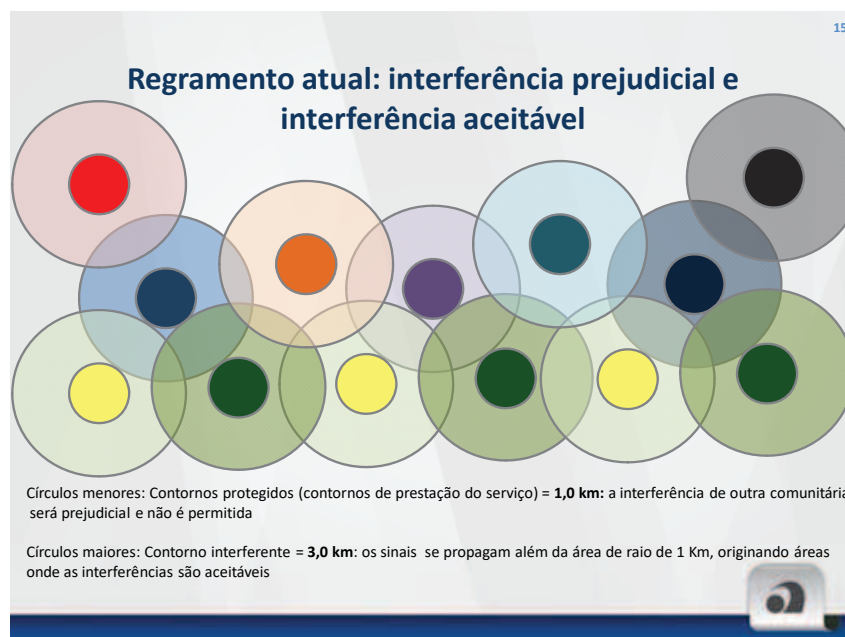 15
Regramento atual: interferência prejudicial e
interferência aceitável
Círculos menores: Contornos protegidos (contornos de prestação do serviço) = 1,0 km: a interferência de outra comunitária
será prejudicial e não é permitida
Círculos maiores: Contorno interferente = 3,0 km: os sinais se propagam além da área de raio de 1 Km, originando áreas
onde as interferências são aceitáveis